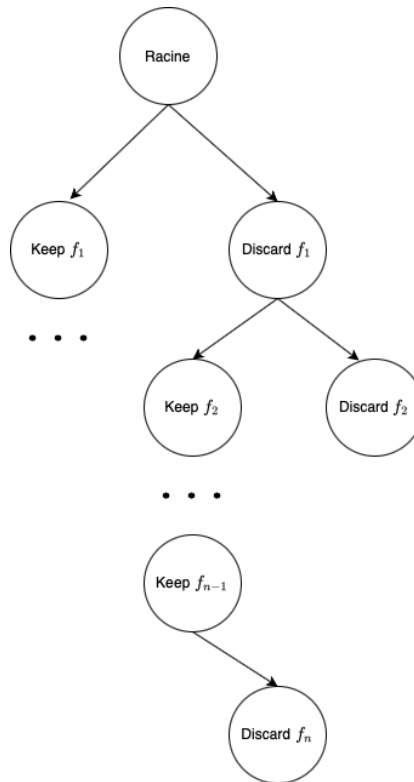 Racine
Keep f₁
Discard f₁
. . .
Keep f₂
Discard f₂
. . .
Keep fₙ₋₁
Discard fₙ